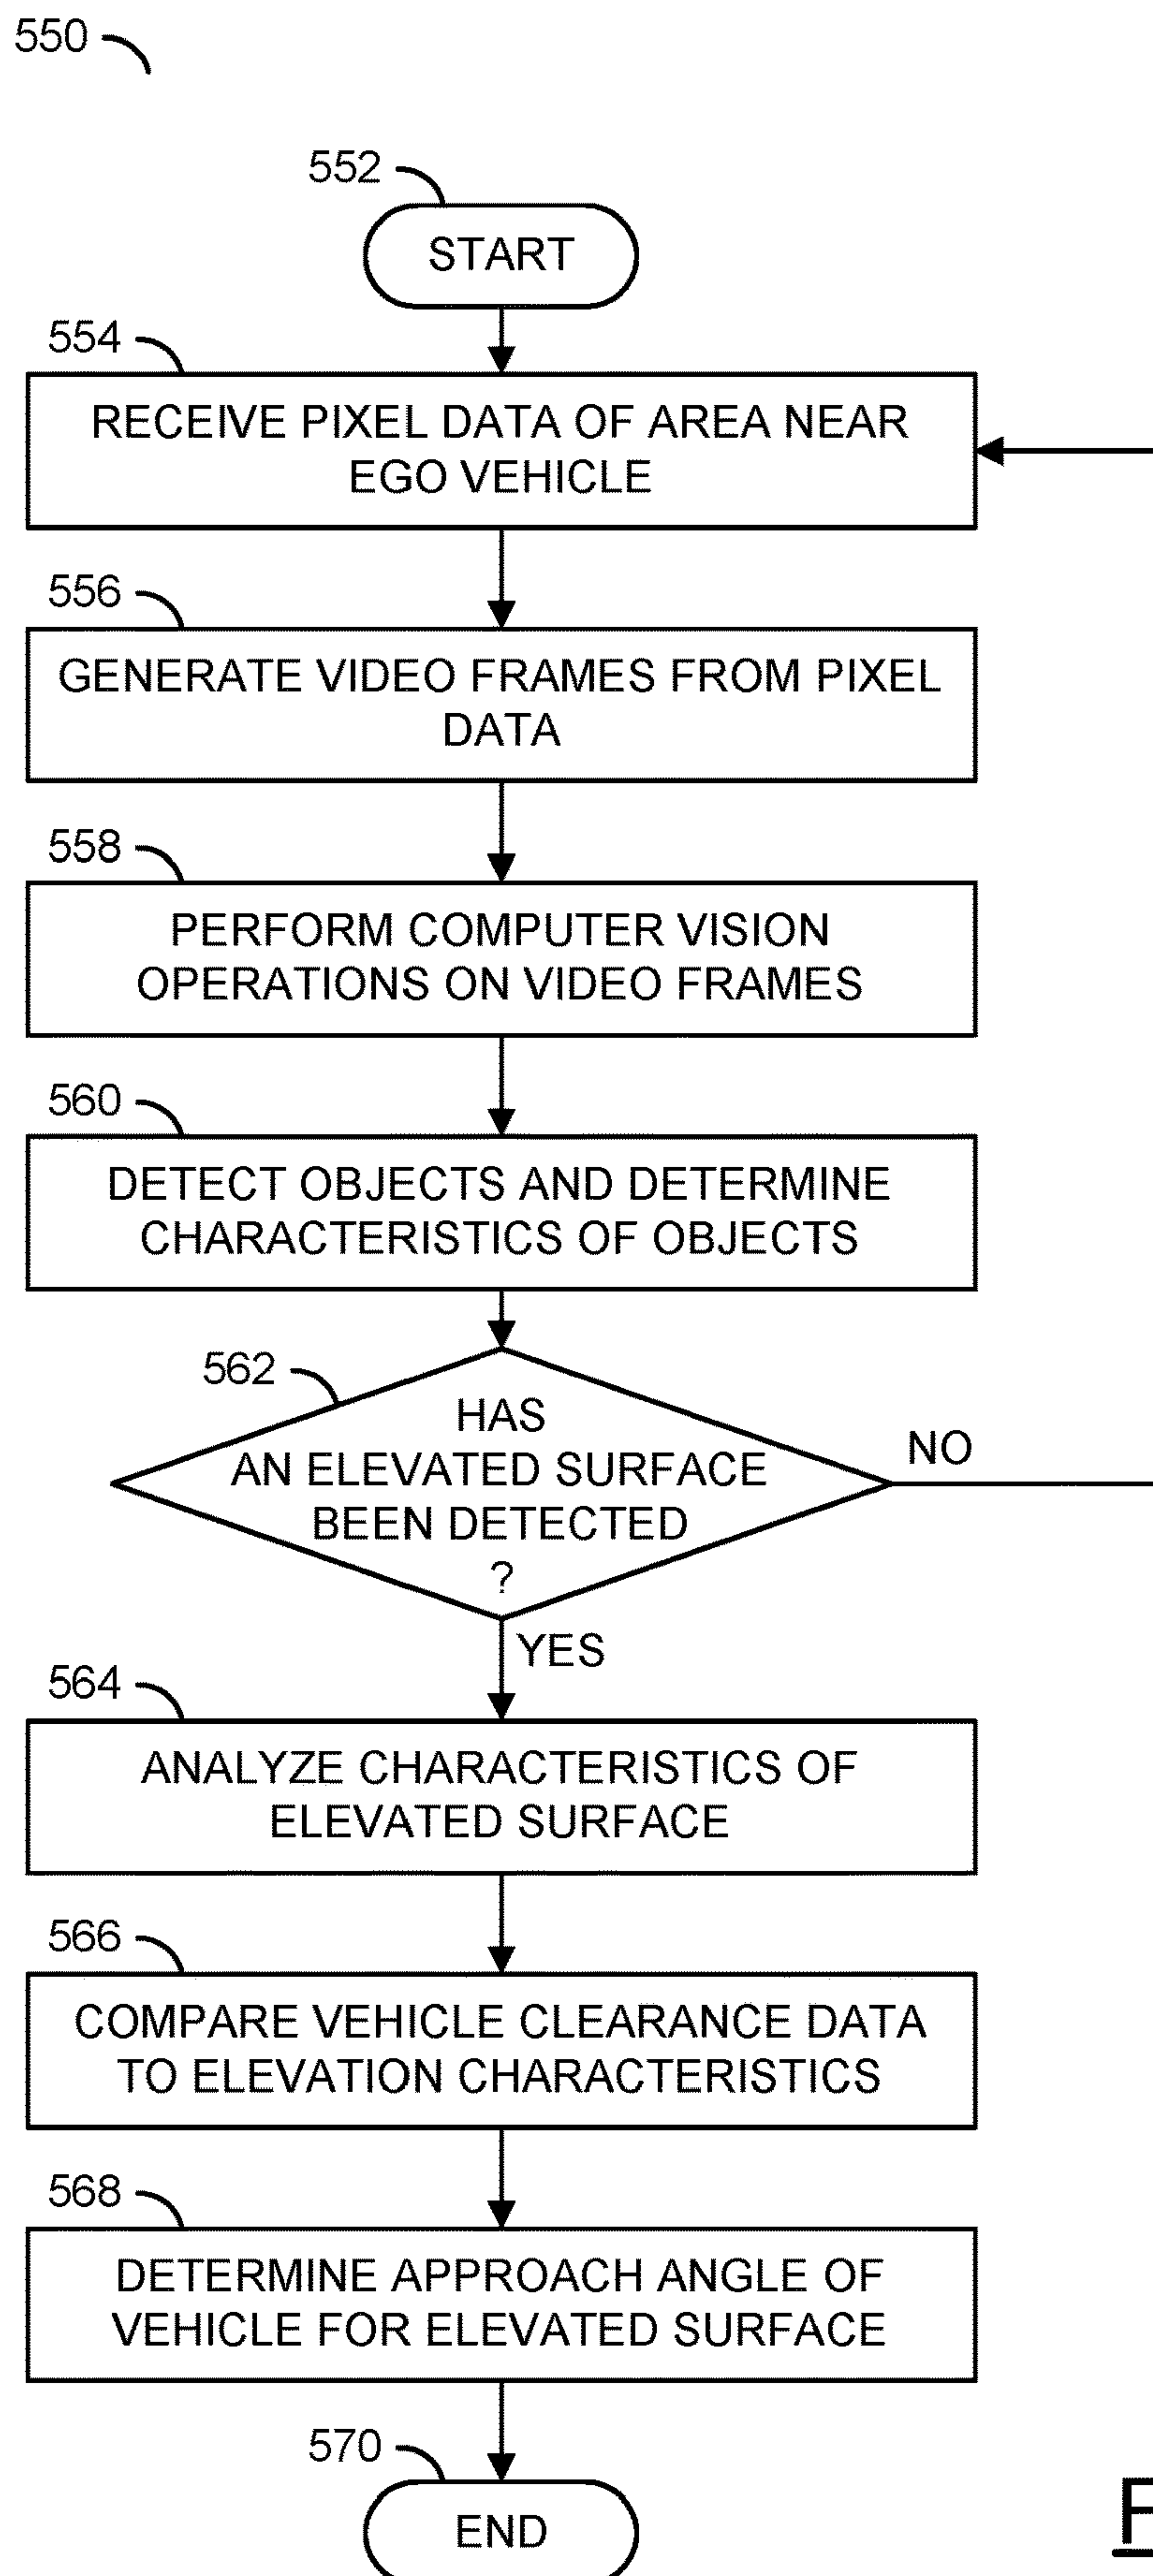 550
552
START
554
RECEIVE PIXEL DATA OF AREA NEAR
EGO VEHICLE
556
GENERATE VIDEO FRAMES FROM PIXEL
DATA
558
PERFORM COMPUTER VISION
OPERATIONS ON VIDEO FRAMES
560
DETECT OBJECTS AND DETERMINE
CHARACTERISTICS OF OBJECTS
562
HAS
AN ELEVATED SURFACE
BEEN DETECTED
?
NO
YES
564
ANALYZE CHARACTERISTICS OF
ELEVATED SURFACE
566
COMPARE VEHICLE CLEARANCE DATA
TO ELEVATION CHARACTERISTICS
568
DETERMINE APPROACH ANGLE OF
VEHICLE FOR ELEVATED SURFACE
570
END